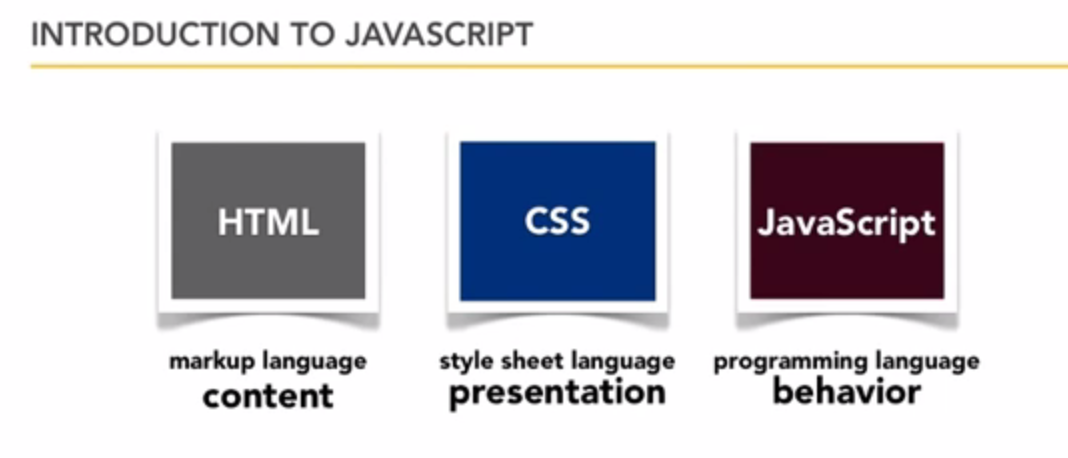 INTRODUCTION TO JAVASCRIPT
HTML
CSS
JavaScript
markup language
content
style sheet language
presentation
programming language
behavior